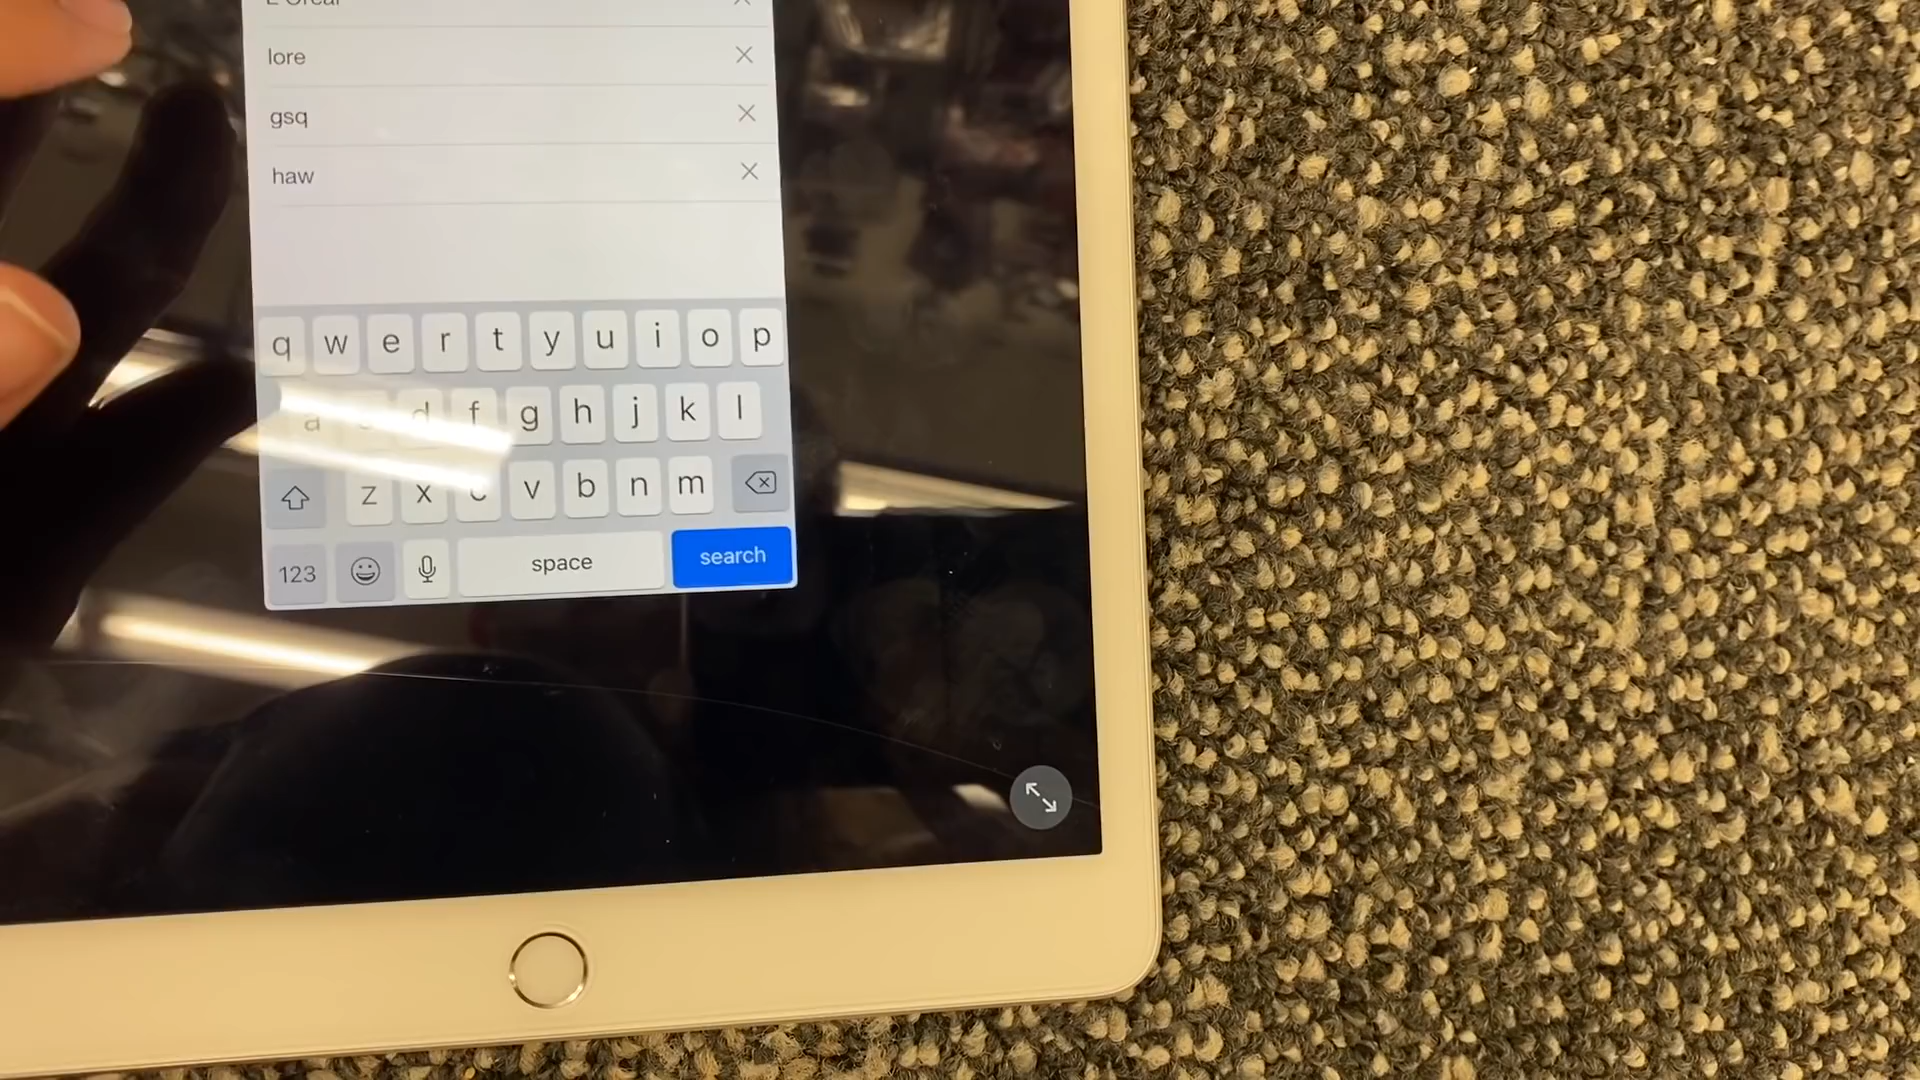 lore
gsq
haw
q w e r t y u i o p
a d f g h j k l
z x c v b n m
123 space search